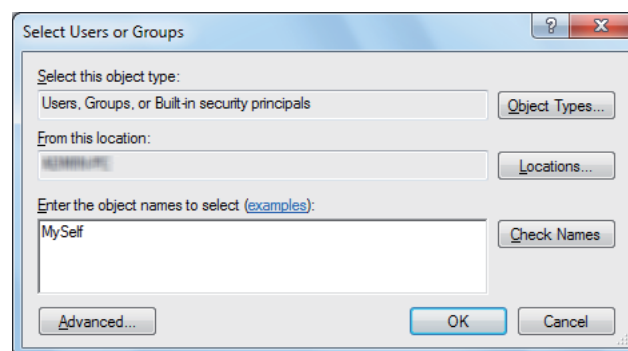 Select Users or Groups
Select this object type:
Users, Groups, or Built-in security principals
Object Types...
From this location:
Locations...
Enter the object names to select (examples):
MySelf
Check Names
Advanced...
OK
Cancel